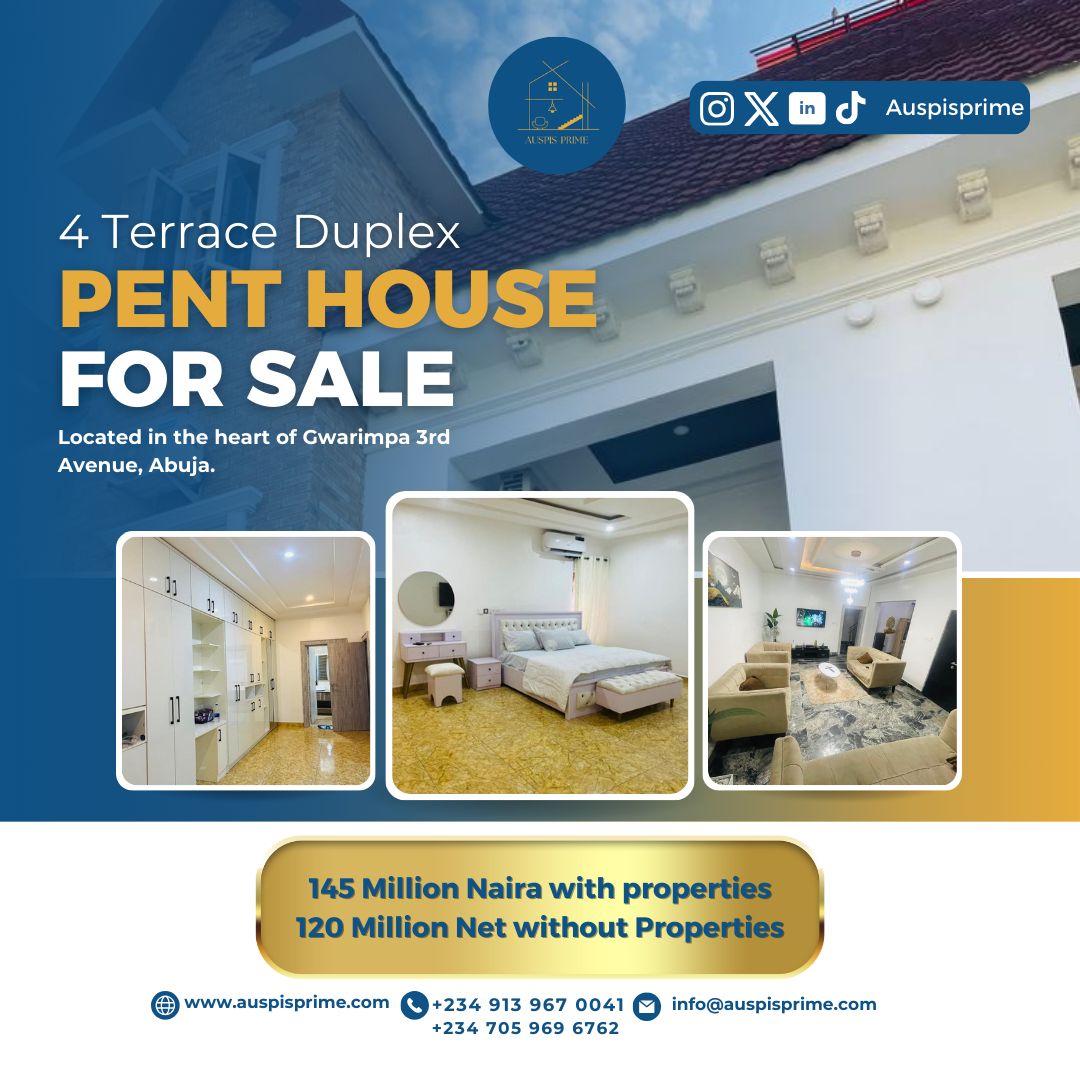 AUSPIS PRIME
in
Auspisprime
4 Terrace Duplex
PENT HOUSE
FOR SALE
Located in the heart of Gwarimpa 3rd
Avenue, Abuja.
145 Million Naira with properties
120 Million Net without Properties
www.auspisprime.com
+234 913 967 0041
+234 705 969 6762
info@auspisprime.com